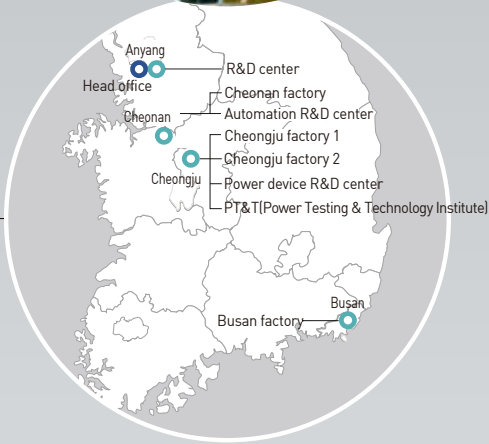 Anyang
R&D center
Head office
Cheonan factory
Cheonan
Automation R&D center
Cheongju factory 1
Cheongju factory 2
Cheongju
Power device R&D center
PT&T(Power Testing & Technology Institute)
Busan
Busan factory